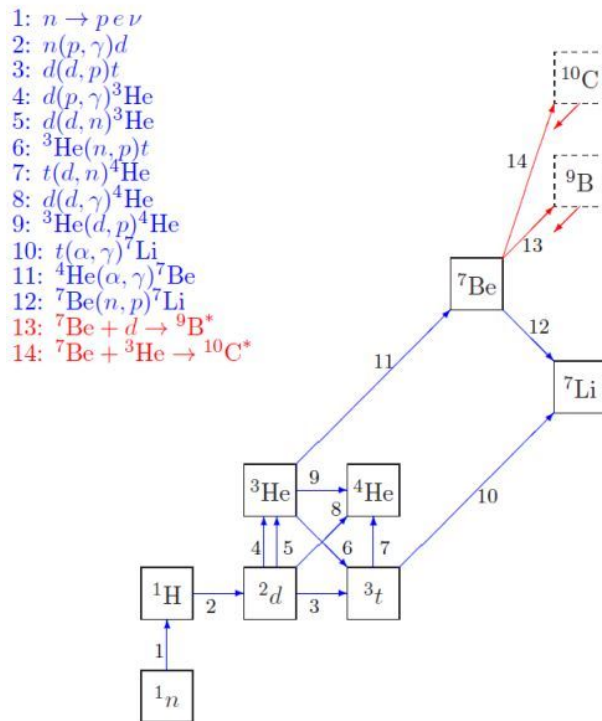 1: n → p e ν
2: n(p, γ)d
3: d(d, p)t
4: d(p, γ)³He
5: d(d, n)³He
6: ³He(n, p)t
7: t(d, n)⁴He
8: d(d, γ)⁴He
9: ³He(d, p)⁴He
10: t(α, γ)⁷Li
11: ⁴He(α, γ)⁷Be
12: ⁷Be(n, p)⁷Li
13: ⁷Be + d → ⁹B*
14: ⁷Be + ³He → ¹⁰C*
¹⁰C
14
⁹B
13
⁷Be
12
11
⁷Li
³He
9
⁴He
10
8
4
5
6
7
¹H
2
²d
3
³t
1
¹n